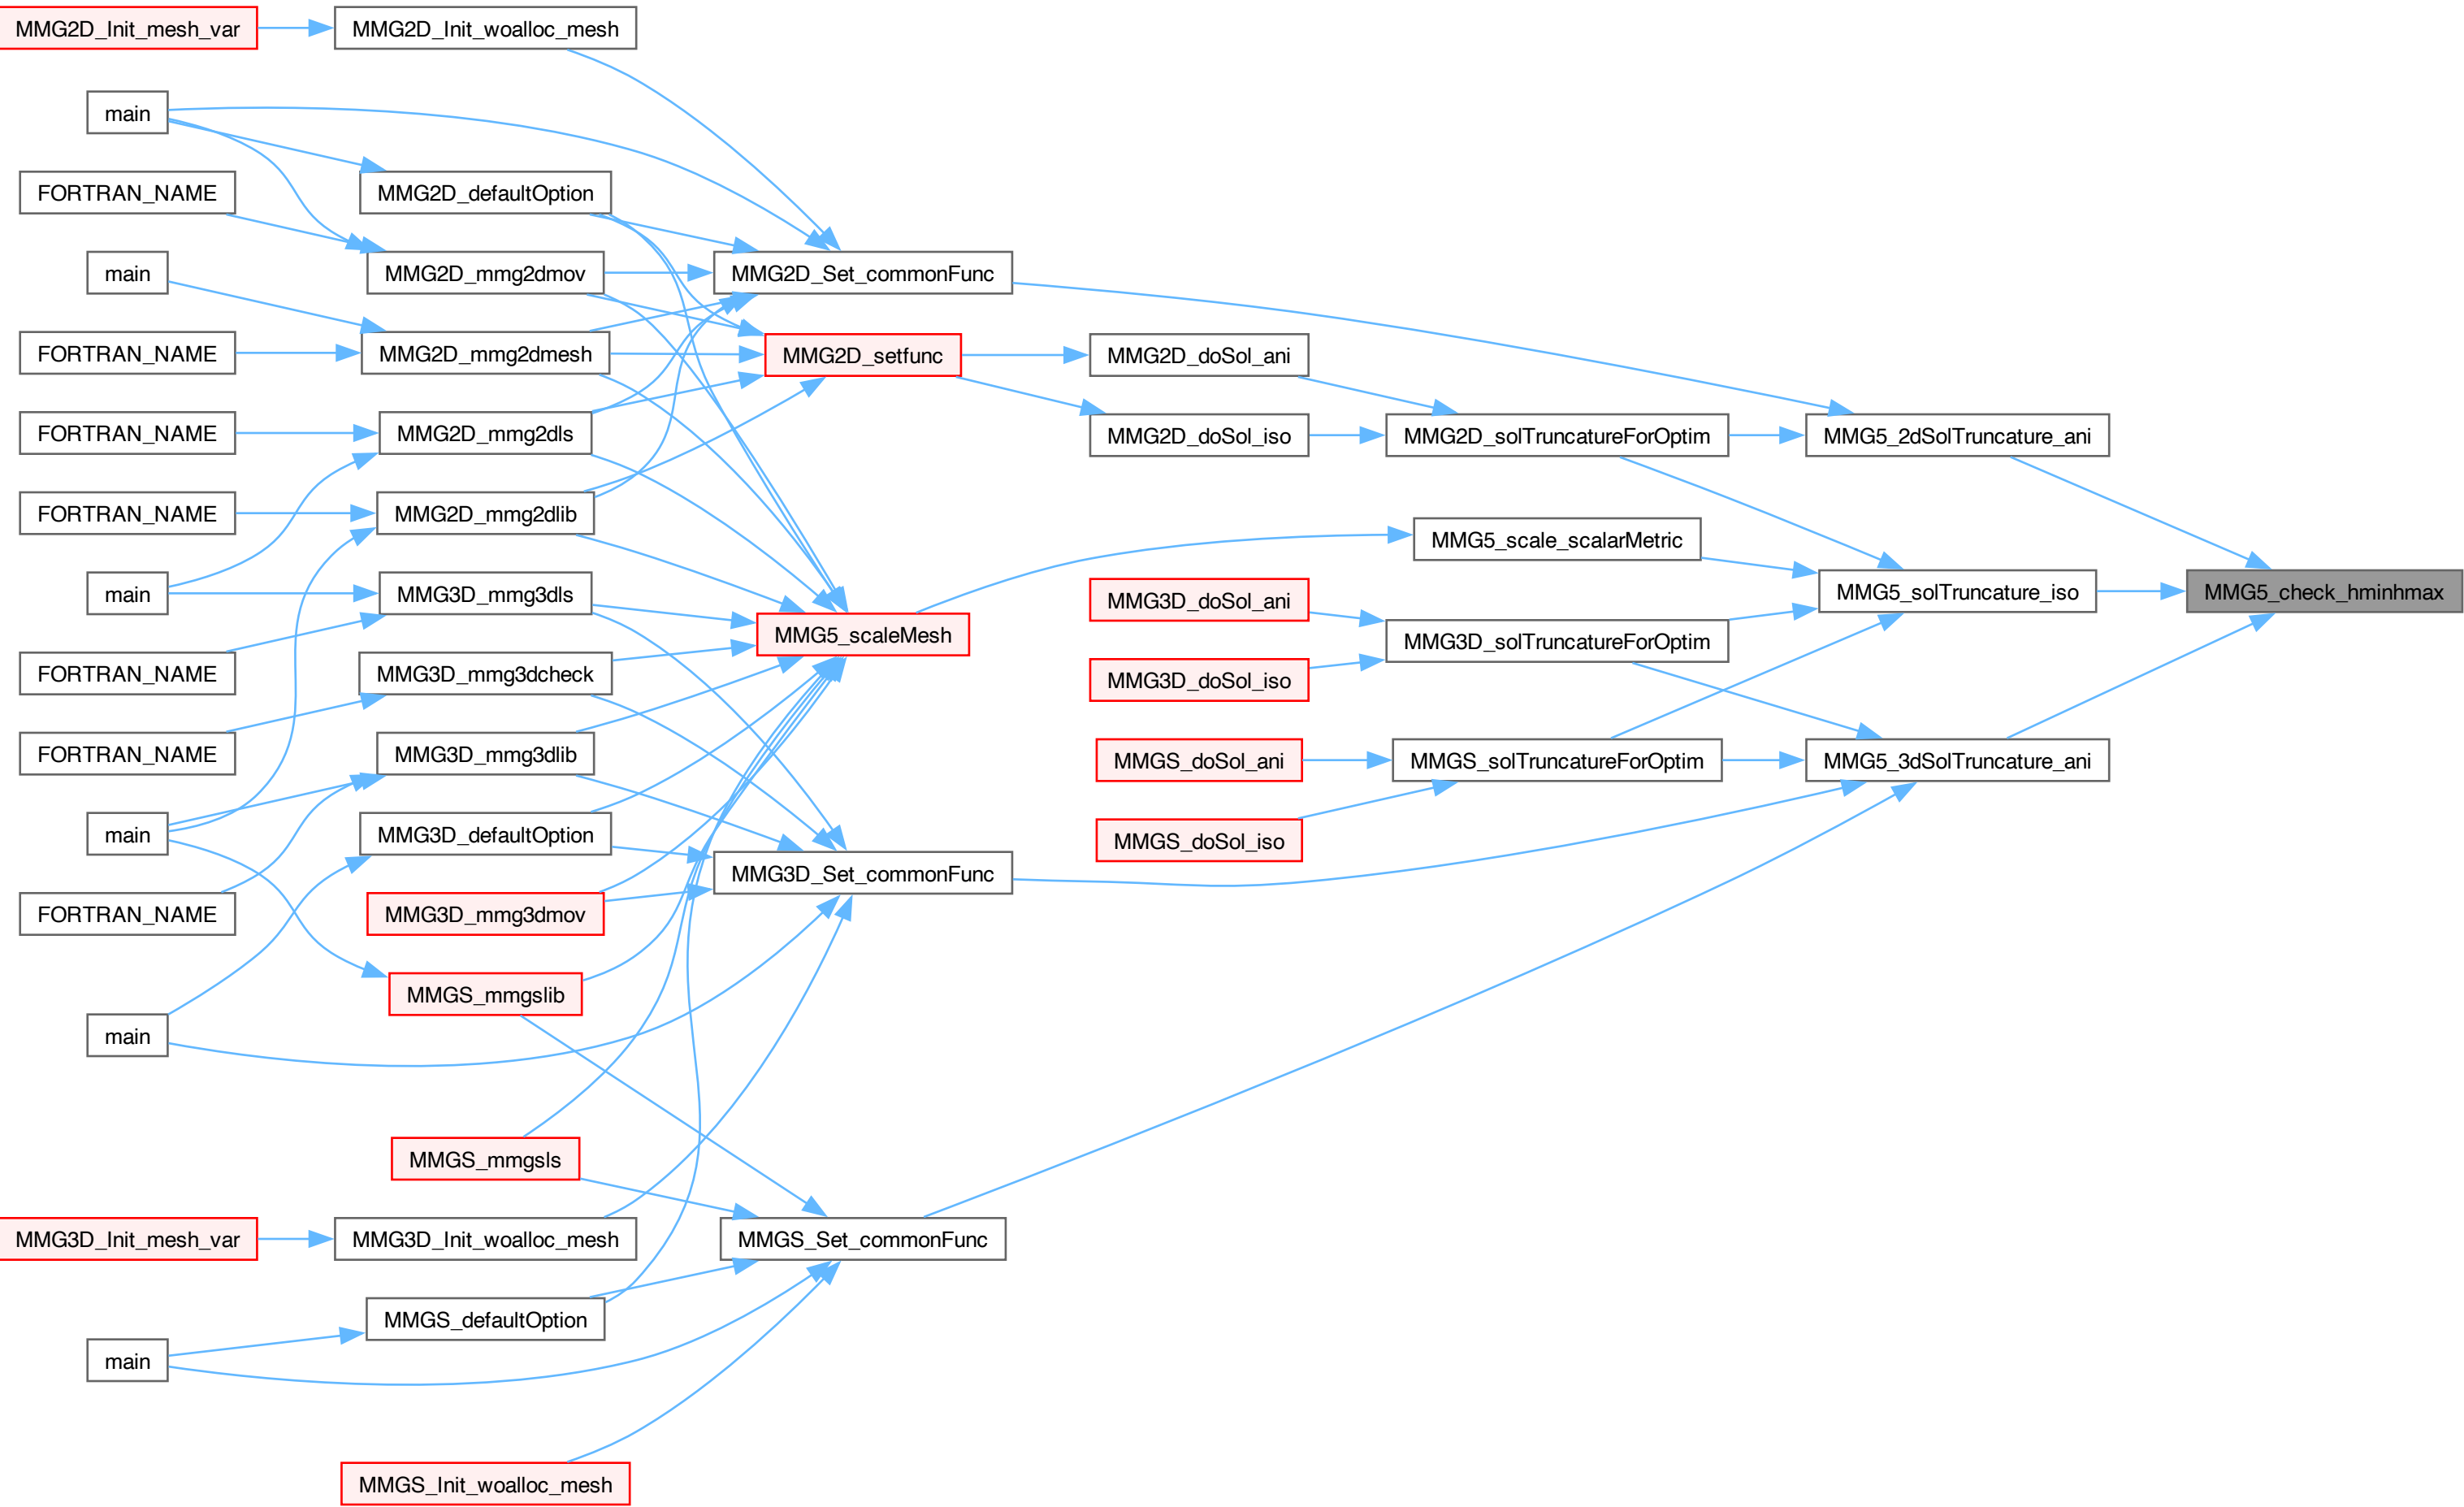 MMG2D_Init_mesh_var
MMG2D_Init_woalloc_mesh
main
FORTRAN_NAME
MMG2D_defaultOption
main
MMG2D_mmg2dmov
MMG2D_Set_commonFunc
FORTRAN_NAME
MMG2D_mmg2dmesh
MMG2D_setfunc
MMG2D_doSol_ani
FORTRAN_NAME
MMG2D_mmg2dls
MMG2D_doSol_iso
MMG2D_solTruncatureForOptim
MMG5_2dSolTruncature_ani
FORTRAN_NAME
MMG2D_mmg2dlib
MMG5_scale_scalarMetric
main
MMG3D_mmg3dls
MMG3D_doSol_ani
MMG5_solTruncature_iso
MMG5_check_hminhmax
MMG5_scaleMesh
MMG3D_solTruncatureForOptim
FORTRAN_NAME
MMG3D_mmg3dcheck
MMG3D_doSol_iso
FORTRAN_NAME
MMG3D_mmg3dlib
MMGS_doSol_ani
MMGS_solTruncatureForOptim
MMG5_3dSolTruncature_ani
main
MMG3D_defaultOption
MMGS_doSol_iso
MMG3D_Set_commonFunc
FORTRAN_NAME
MMG3D_mmg3dmov
MMGS_mmgslib
main
MMGS_mmgsls
MMG3D_Init_mesh_var
MMG3D_Init_woalloc_mesh
MMGS_Set_commonFunc
MMGS_defaultOption
main
MMGS_Init_woalloc_mesh